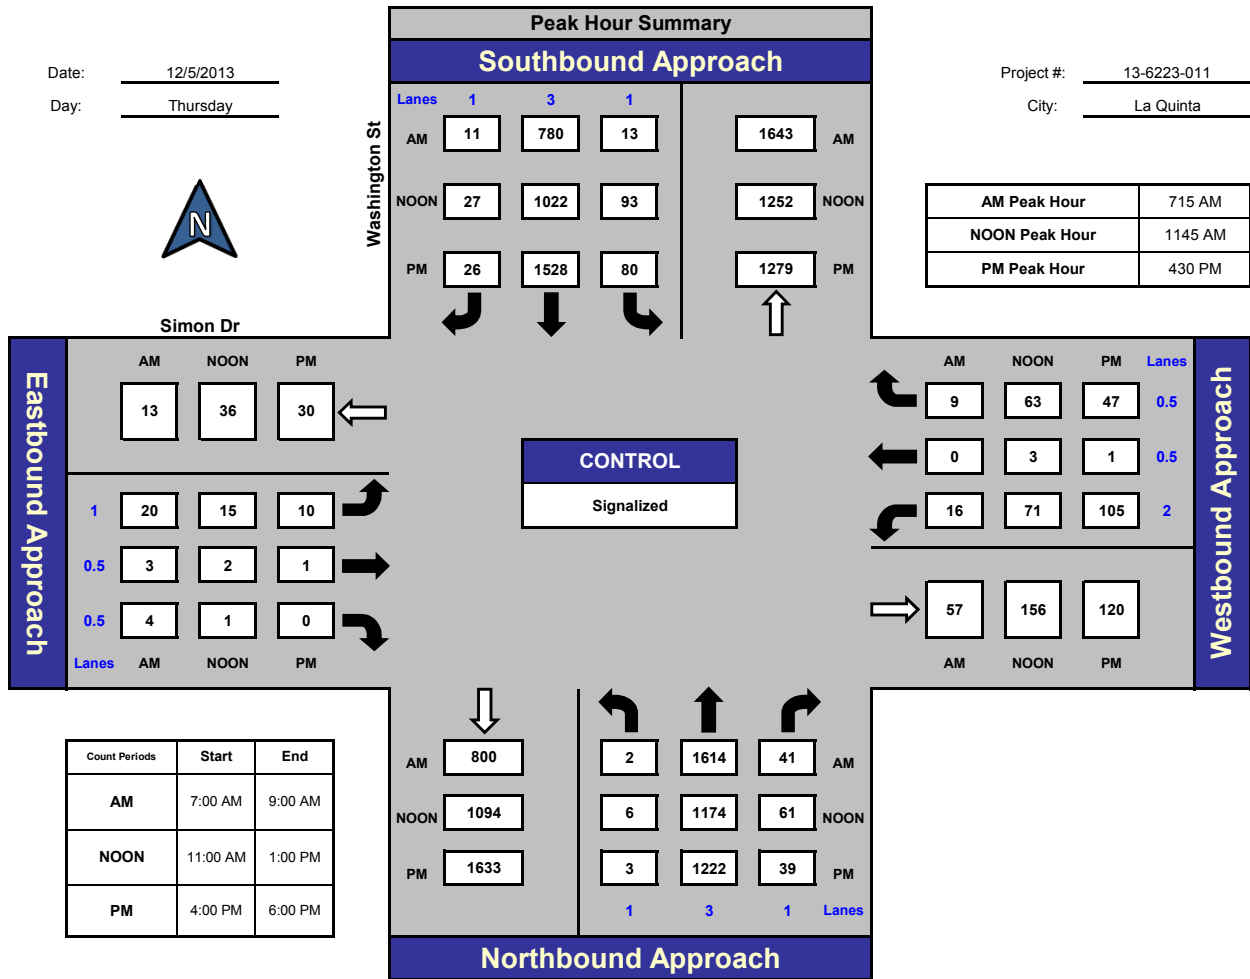 Peak Hour Summary
Southbound Approach
Date: 12/5/2013
Day: Thursday
Project #: 13-6223-011
City: La Quinta
Washington St
Lanes 1 3 1
AM 11 780 13 1643 AM
NOON 27 1022 93 1252 NOON
PM 26 1528 80 1279 PM
N
AM Peak Hour 715 AM
NOON Peak Hour 1145 AM
PM Peak Hour 430 PM
Simon Dr
Eastbound Approach
AM NOON PM
13 36 30
1 20 15 10
0.5 3 2 1
0.5 4 1 0
Lanes AM NOON PM
CONTROL
Signalized
AM NOON PM Lanes
9 63 47 0.5
0 3 1 0.5
16 71 105 2
57 156 120
AM NOON PM
Westbound Approach
Count Periods Start End
AM 7:00 AM 9:00 AM
NOON 11:00 AM 1:00 PM
PM 4:00 PM 6:00 PM
AM 800 2 1614 41 AM
NOON 1094 6 1174 61 NOON
PM 1633 3 1222 39 PM
1 3 1 Lanes
Northbound Approach